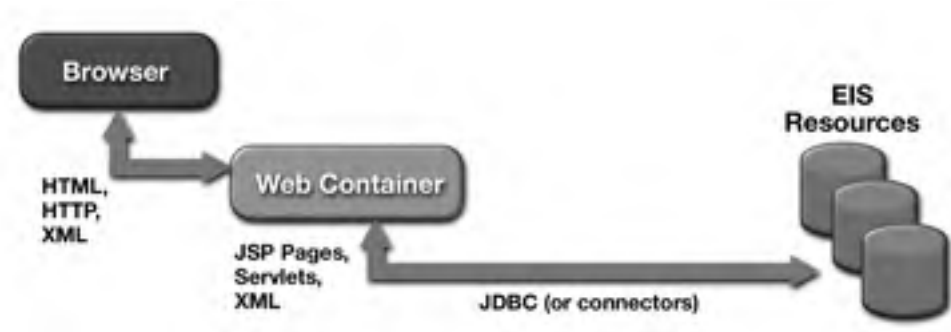 Browser
EIS
Resources
HTML,
HTTP,
XML
Web Container
JSP Pages,
Servlets,
XML
JDBC (or connectors)